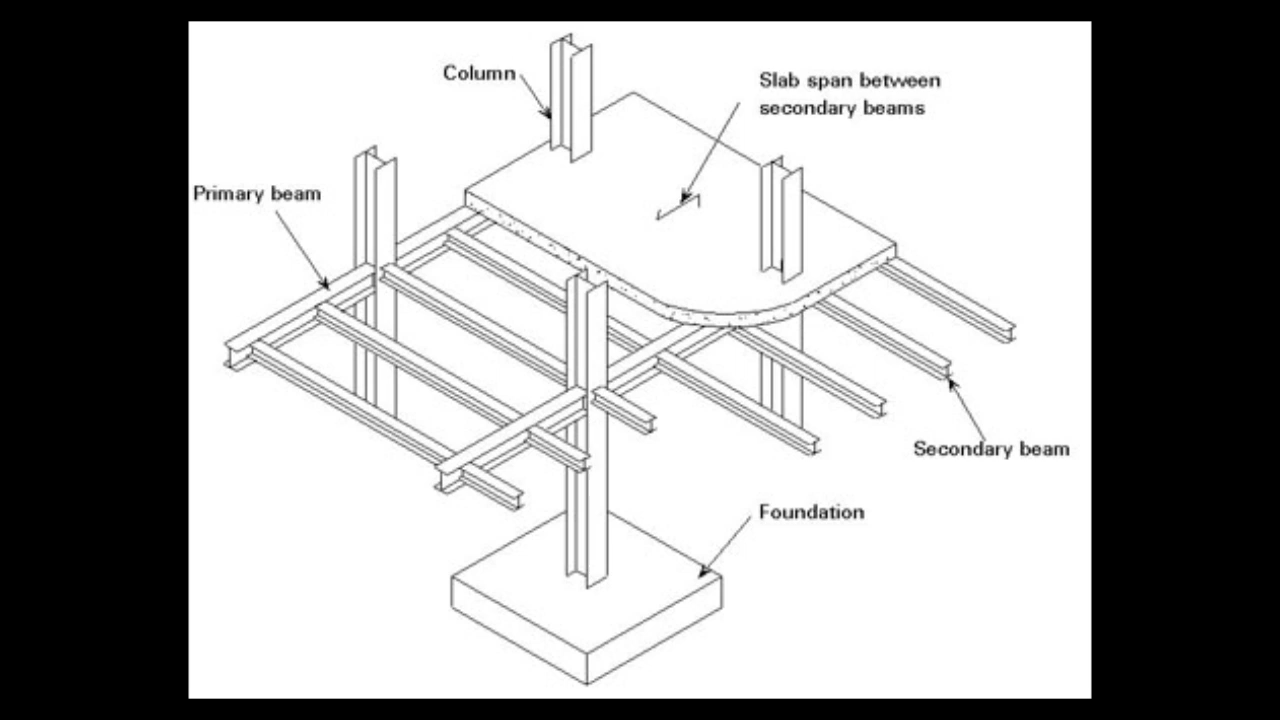 Column
Slab span between
secondary beams
Primary beam
Secondary beam
Foundation